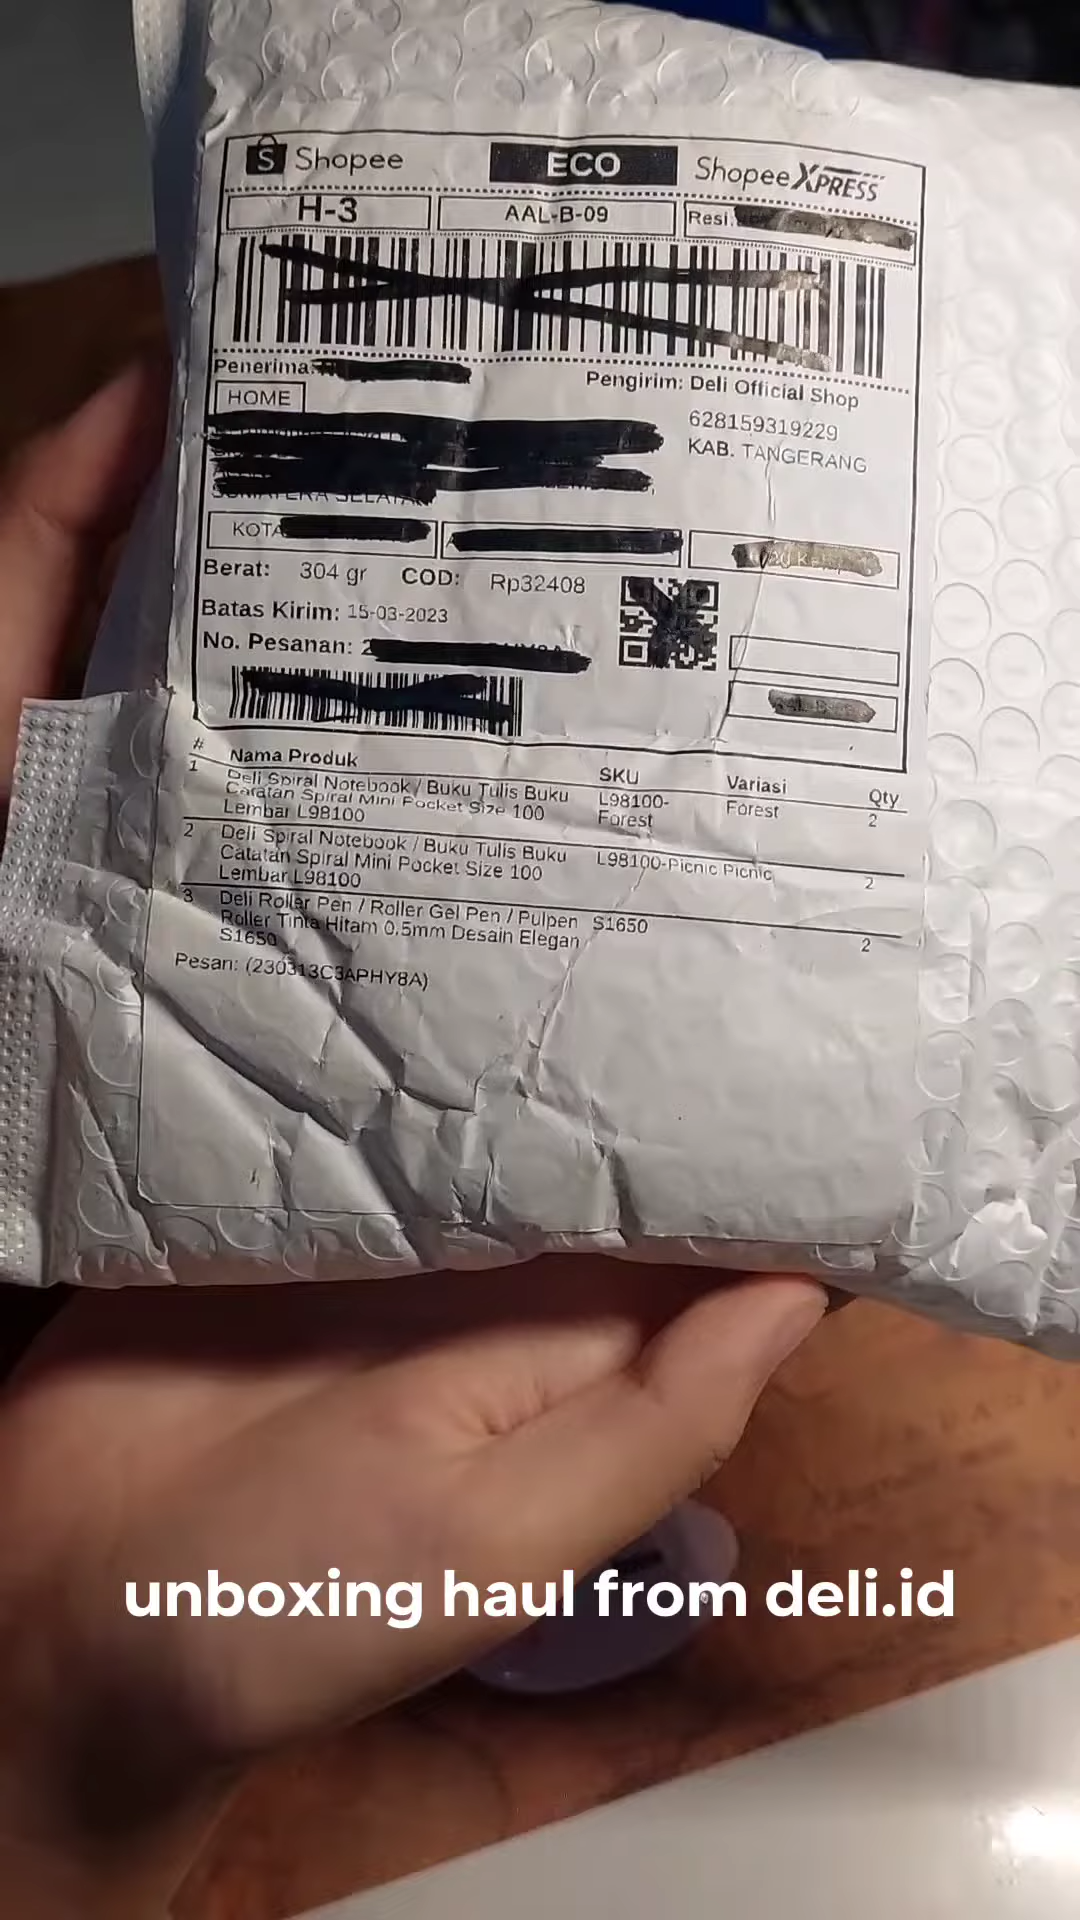 Shopee
ECO
Shopee XPRESS
H-3
AAL-B-09
Resi:
Penerima:
Pengirim: Deli Official Shop
HOME
628159319229
KAB. TANGERANG
SUMATERA SELATAN
KOTA
Berat: 304 gr COD: Rp32408
Batas Kirim: 15-03-2023
No. Pesanan: 2
# Nama Produk SKU Variasi Qty
1 Deli Spiral Notebook / Buku Tulis Buku L98100- Forest 2
Catatan Spiral Mini Pocket Size 100 Forest
Lembar L98100
2 Deli Spiral Notebook / Buku Tulis Buku L98100-Picnic Picnic 2
Catatan Spiral Mini Pocket Size 100
Lembar L98100
3 Deli Roller Pen / Roller Gel Pen / Pulpen S1650 2
Roller Tinta Hitam 0.5mm Desain Elegan
S1650
Pesan: (230313C3APHY8A)
unboxing haul from deli.id